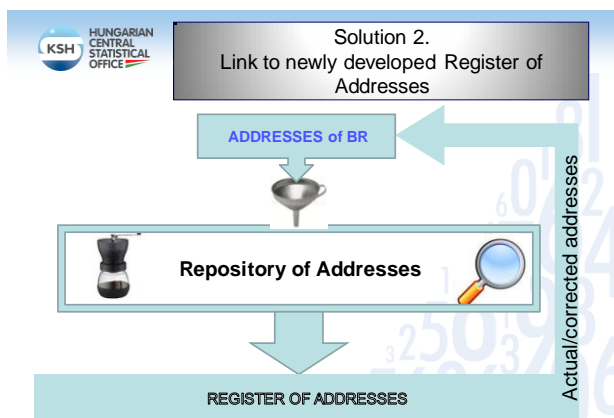 KSH
HUNGARIAN
CENTRAL
STATISTICAL
OFFICE
Solution 2.
Link to newly developed Register of
Addresses
ADDRESSES of BR
Repository of Addresses
Actual/corrected addresses
REGISTER OF ADDRESSES